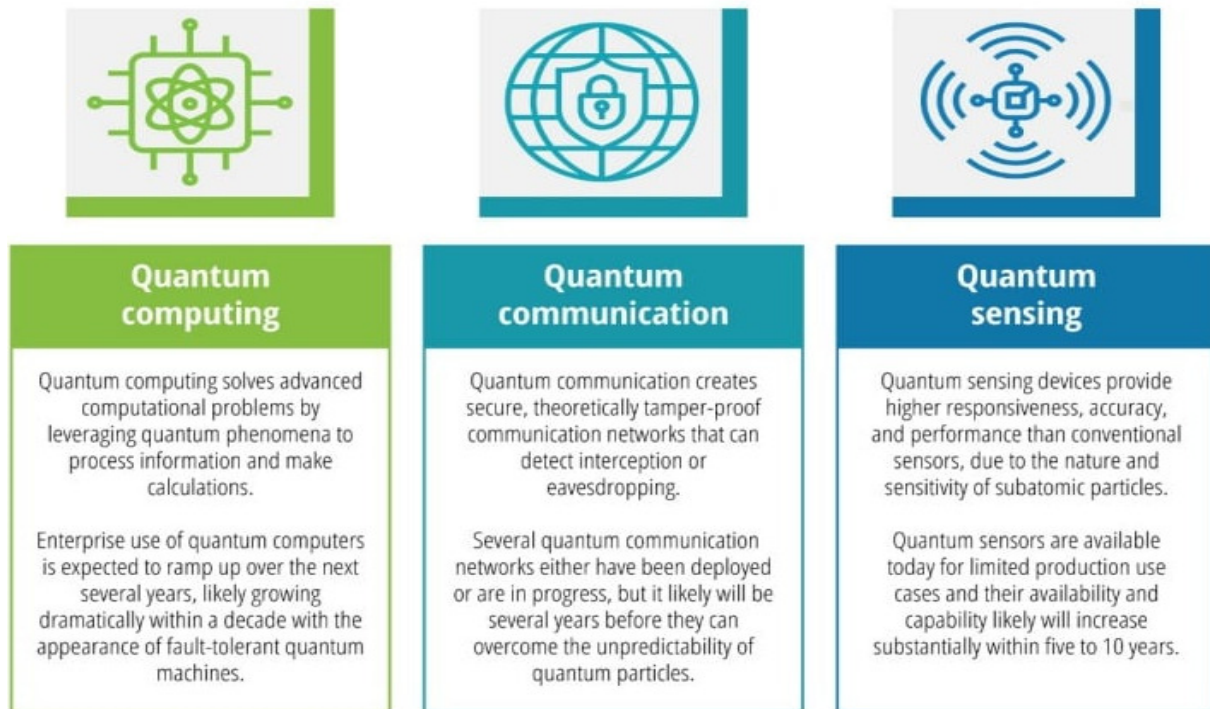 Quantum
computing
Quantum computing solves advanced
computational problems by
leveraging quantum phenomena to
process information and make
calculations.
Enterprise use of quantum computers
is expected to ramp up over the next
several years, likely growing
dramatically within a decade with the
appearance of fault-tolerant quantum
machines.
Quantum
communication
Quantum communication creates
secure, theoretically tamper-proof
communication networks that can
detect interception or
eavesdropping.
Several quantum communication
networks either have been deployed
or are in progress, but it likely will be
several years before they can
overcome the unpredictability of
quantum particles.
Quantum
sensing
Quantum sensing devices provide
higher responsiveness, accuracy,
and performance than conventional
sensors, due to the nature and
sensitivity of subatomic particles.
Quantum sensors are available
today for limited production use
cases and their availability and
capability likely will increase
substantially within five to 10 years.